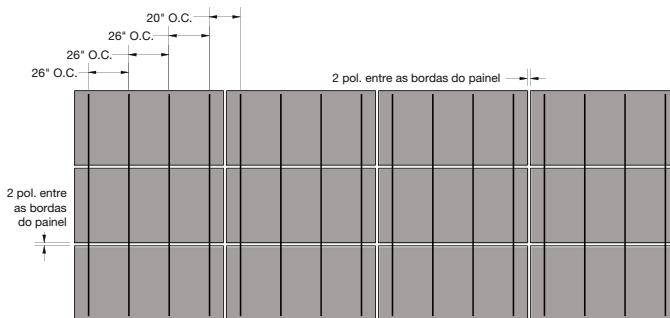 20" O.C.
26" O.C.
26" O.C.
26" O.C.
2 pol. entre as bordas do painel
2 pol. entre
as bordas
do painel